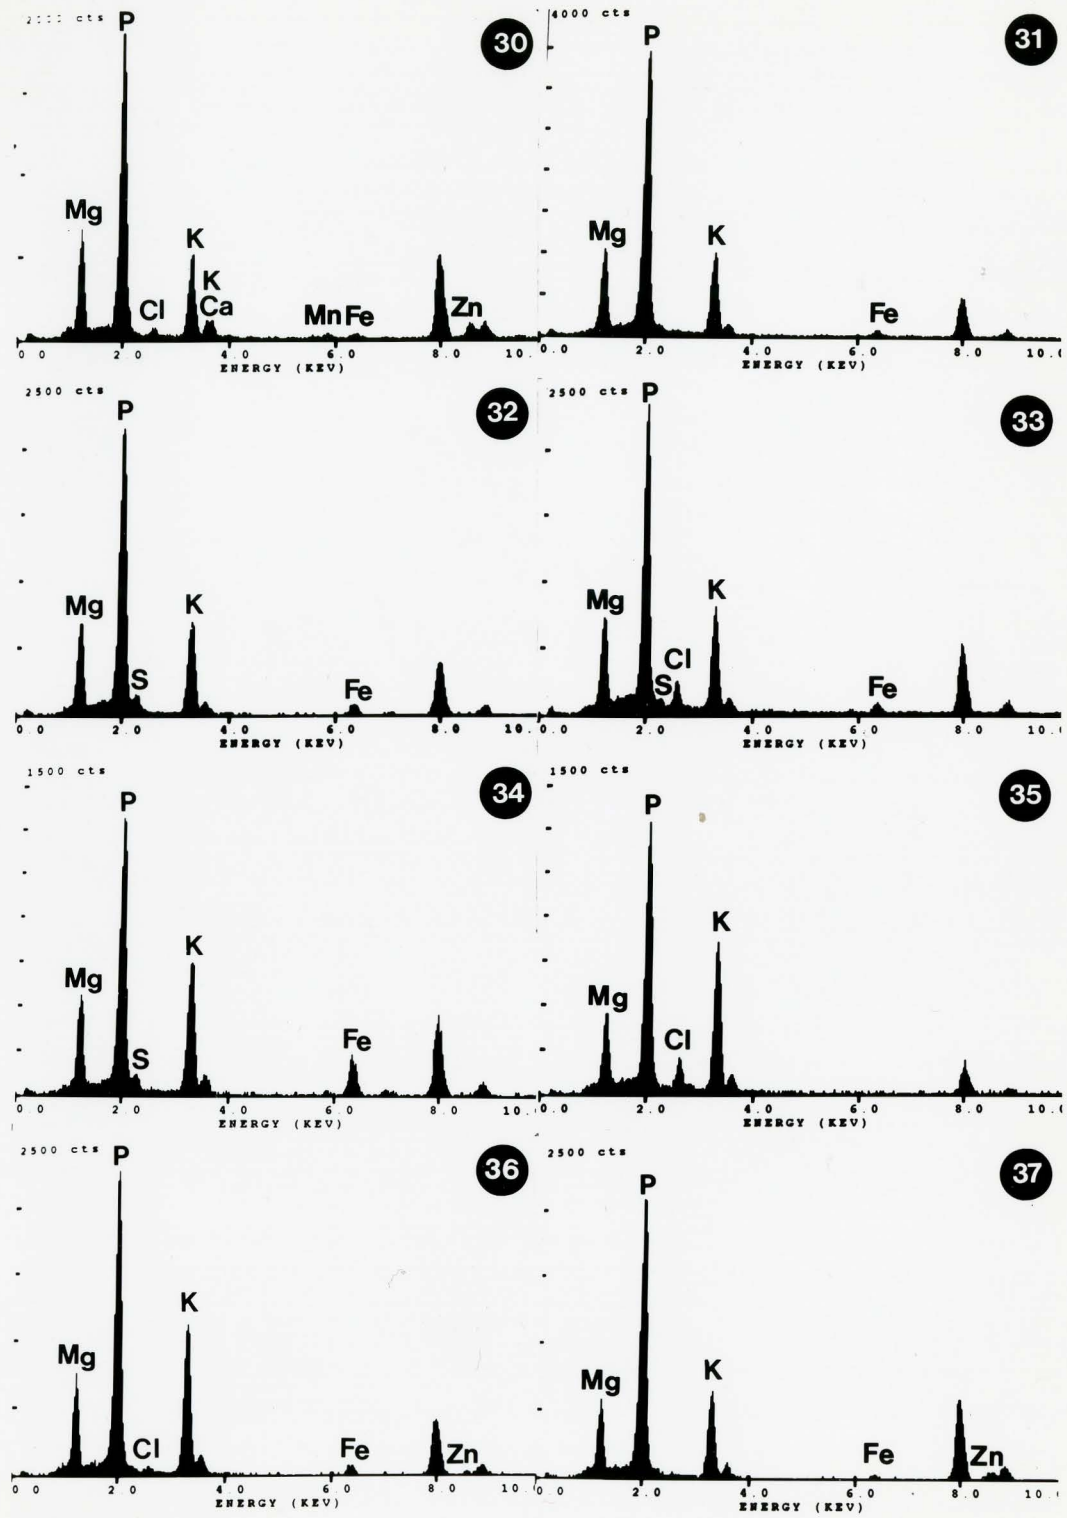 cts P 30
Mg
K
K
Cl Ca Mn Fe Zn
0 0 2.0 4.0 6.0 8.0 10.
ENERGY (KEV)
4000 cts P 31
Mg K
Fe
0.0 2.0 4.0 6.0 8.0 10.
ENERGY (KEV)
2500 cts P 32
Mg K
S Fe
0.0 2.0 4.0 6.0 8.0 10.
ENERGY (KEV)
2500 cts P 33
Mg K
Cl
S Fe
0.0 2.0 4.0 6.0 8.0 10.
ENERGY (KEV)
1500 cts P 34
Mg K
S Fe
0.0 2.0 4.0 6.0 8.0 10.
ENERGY (KEV)
1500 cts P 35
K
Mg
Cl
0.0 2.0 4.0 6.0 8.0 10.
ENERGY (KEV)
2500 cts P 36
K
Mg
Cl Fe Zn
0 0 2.0 4.0 6.0 8.0 10.
ENERGY (KEV)
2500 cts P 37
Mg K
Fe Zn
0.0 2.0 4.0 6.0 8.0 10.
ENERGY (KEV)